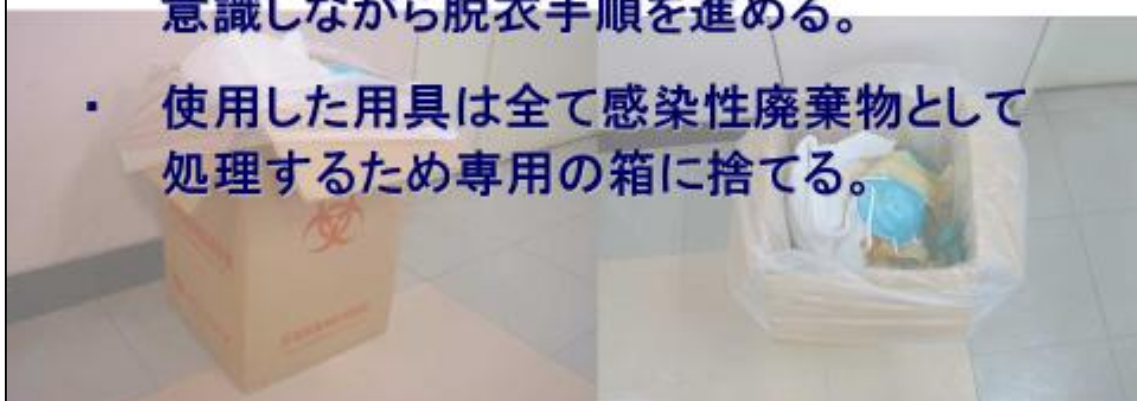 意識しながら脱衣手順を進める。
・ 使用した用具は全て感染性廃棄物として
処理するため専用の箱に捨てる。